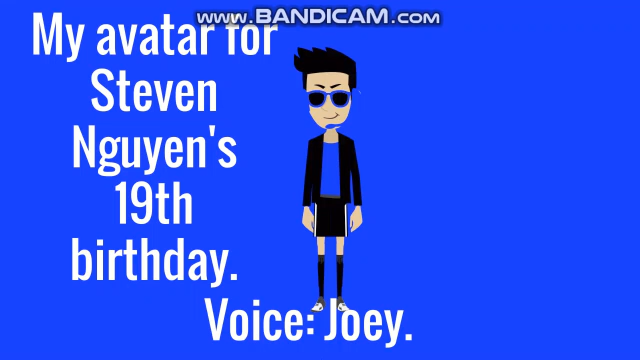 www.BANDICAM.com
My avatar for
Steven
Nguyen's
19th
birthday.
Voice: Joey.